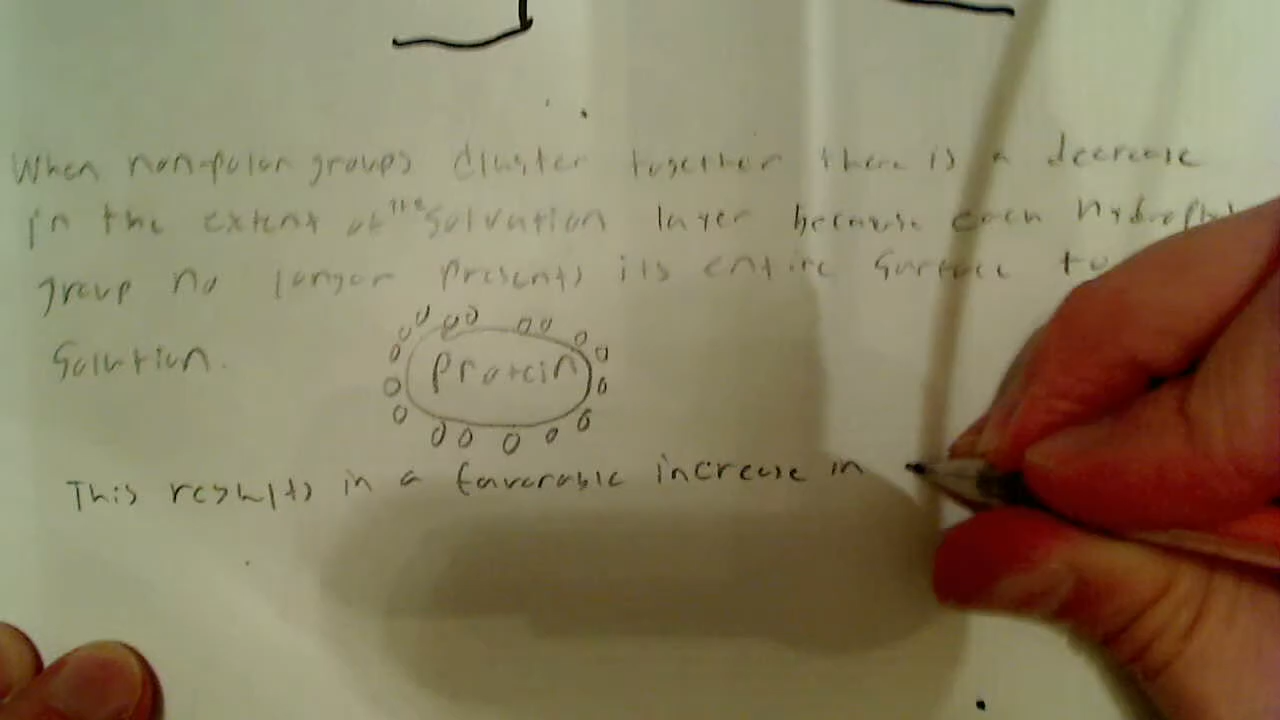 When non-polar groups cluster together there is a decrease
in the extent of the solvation layer because each
group no longer presents its entire surface to
Solution.
Protein
This results in a favorable increase in